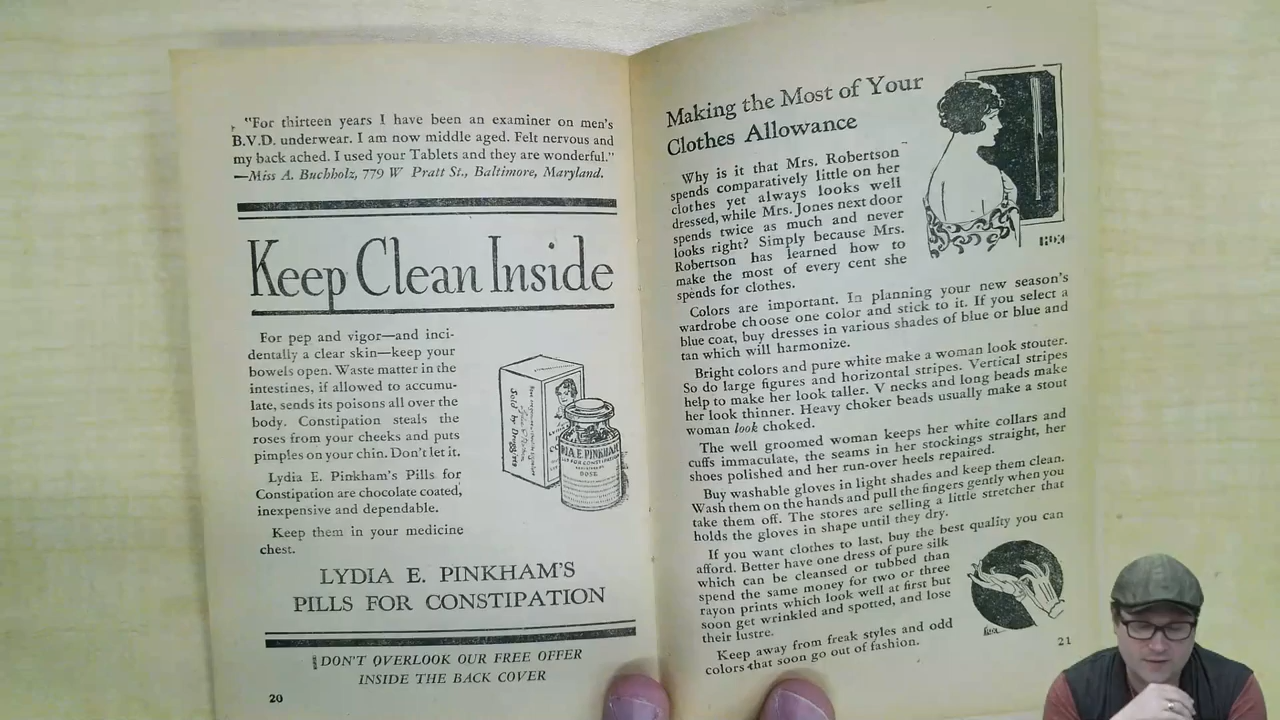 "For thirteen years I have been an examiner on men's
B.V.D. underwear. I am now middle aged. Felt nervous and
my back ached. I used your Tablets and they are wonderful."
—Miss A. Buchholz, 779 W Pratt St., Baltimore, Maryland.
Keep Clean Inside
For pep and vigor—and inci-
dentally a clear skin—keep your
bowels open. Waste matter in the
intestines, if allowed to accumu-
late, sends its poisons all over the
body. Constipation steals the
roses from your cheeks and puts
pimples on your chin. Don't let it.
Lydia E. Pinkham's Pills for
Constipation are chocolate coated,
inexpensive and dependable.
Keep them in your medicine
chest.
Sold by Druggists
DIA E. PINKHAM
FOR CONSTIPATION
DOSE
LYDIA E. PINKHAM'S
PILLS FOR CONSTIPATION
DON'T OVERLOOK OUR FREE OFFER
INSIDE THE BACK COVER
20
Making the Most of Your
Clothes Allowance
Why is it that Mrs. Robertson
spends comparatively little on her
clothes yet always looks well
dressed, while Mrs. Jones next door
spends twice as much and never
looks right? Simply because Mrs.
Robertson has learned how to
make the most of every cent she
spends for clothes.
Colors are important. In planning your new season's
wardrobe choose one color and stick to it. If you select a
blue coat, buy dresses in various shades of blue or blue and
tan which will harmonize.
Bright colors and pure white make a woman look stouter.
So do large figures and horizontal stripes. Vertical stripes
help to make her look taller. V necks and long beads make
her look thinner. Heavy choker beads usually make a stout
woman look choked.
The well groomed woman keeps her white collars and
cuffs immaculate, the seams in her stockings straight, her
shoes polished and her run-over heels repaired.
Buy washable gloves in light shades and keep them clean.
Wash them on the hands and pull the fingers gently when you
take them off. The stores are selling a little stretcher that
holds the gloves in shape until they dry.
If you want clothes to last, buy the best quality you can
afford. Better have one dress of pure silk
which can be cleansed or tubbed than
spend the same money for two or three
rayon prints which look well at first but
soon get wrinkled and spotted, and lose
their lustre.
Keep away from freak styles and odd
colors that soon go out of fashion.
21